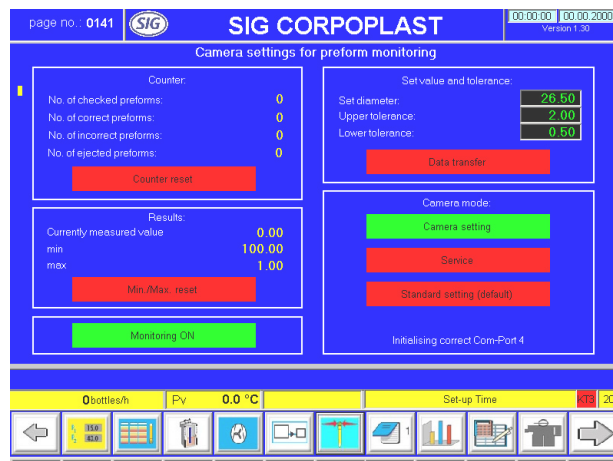 page no.: 0141
SIG
SIG CORPOPLAST
00:00:00 00.00.2000
Version 1.30
Camera settings for preform monitoring
Counter:
No. of checked preforms: 0
No. of correct preforms: 0
No. of incorrect preforms: 0
No. of ejected preforms: 0
Counter reset
Set value and tolerance:
Set diameter: 26.50
Upper tolerance: 2.00
Lower tolerance: 0.50
Data transfer
Results:
Currently measured value 0.00
min 100.00
max 1.00
Min./Max. reset
Monitoring ON
Camera mode:
Camera setting
Service
Standard setting (default)
Initialising correct Com-Port 4
0 bottles/h Pv 0.0 °C Set-up Time KT3 20